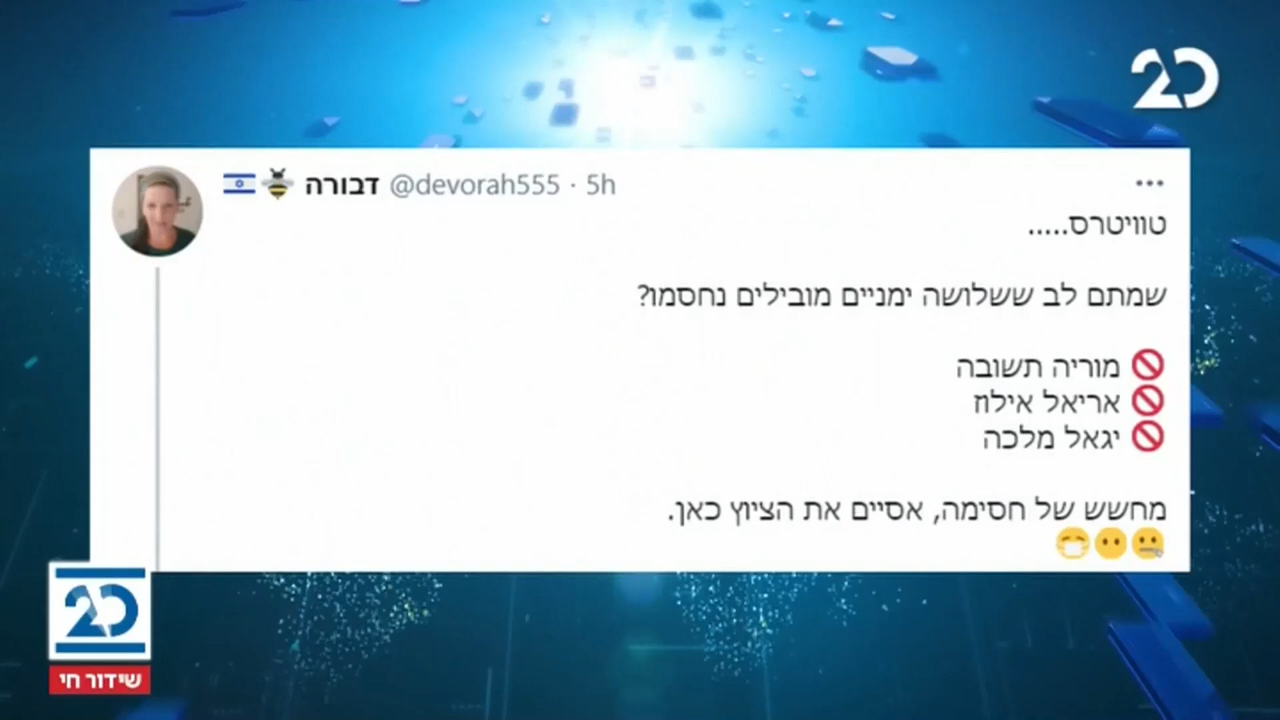 20
דבורה @devorah555 · 5h
טוויטרס.....
שמתם לב ששלושה ימניים מובילים נחסמו?
🚫 מוריה תשובה
🚫 אריאל אילוז
🚫 יגאל מלכה
מחשש של חסימה, אסיים את הציוץ כאן.
20
שידור חי